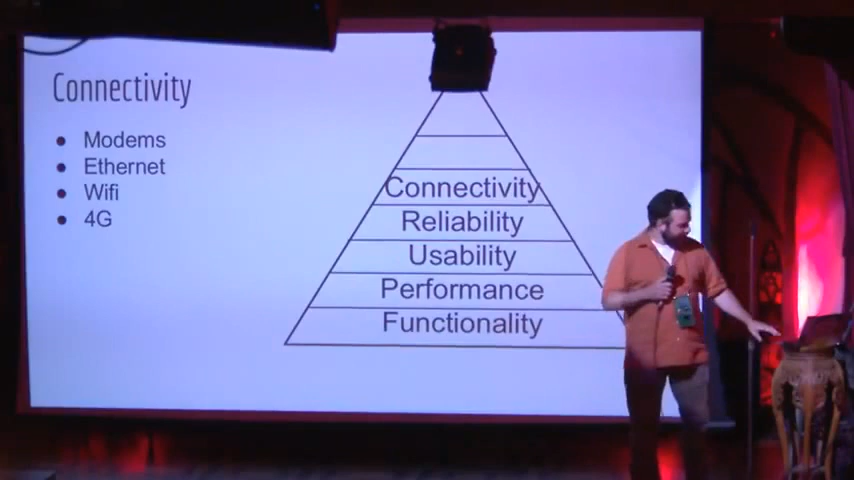 Connectivity
Modems
Ethernet
Wifi
4G
Connectivity
Reliability
Usability
Performance
Functionality